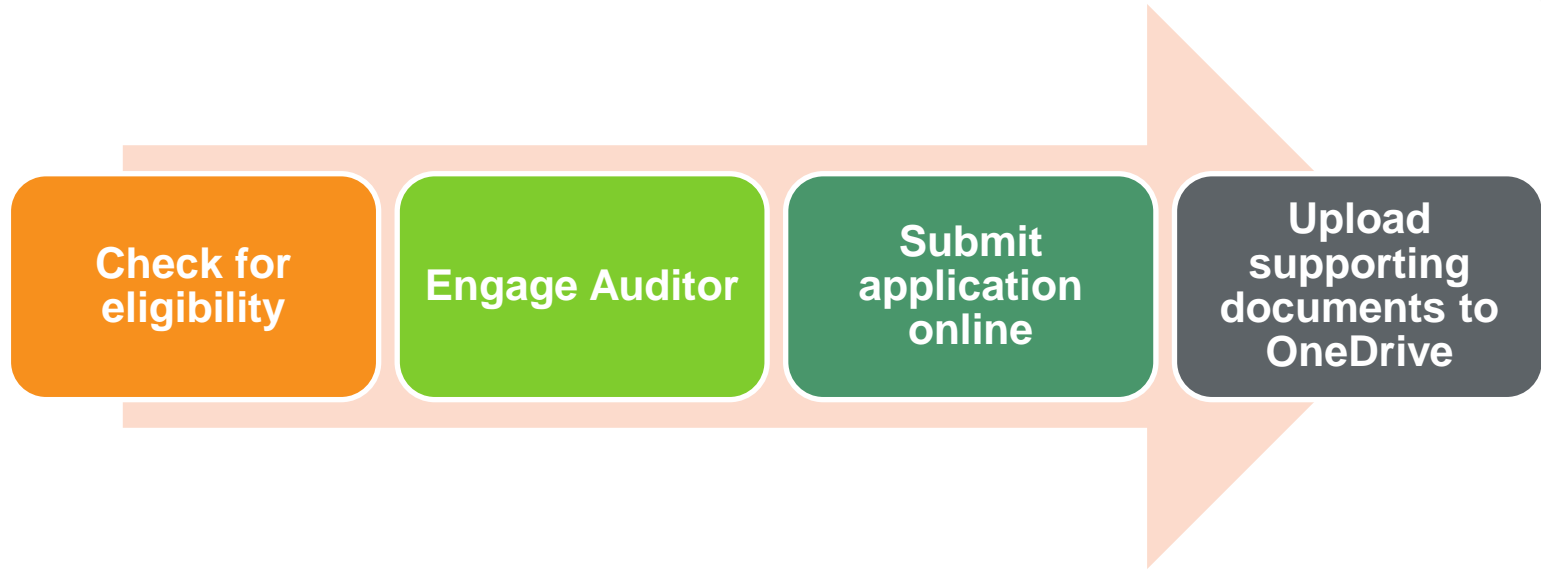 Check for
eligibility
Engage Auditor
Submit
application
online
Upload
supporting
documents to
OneDrive